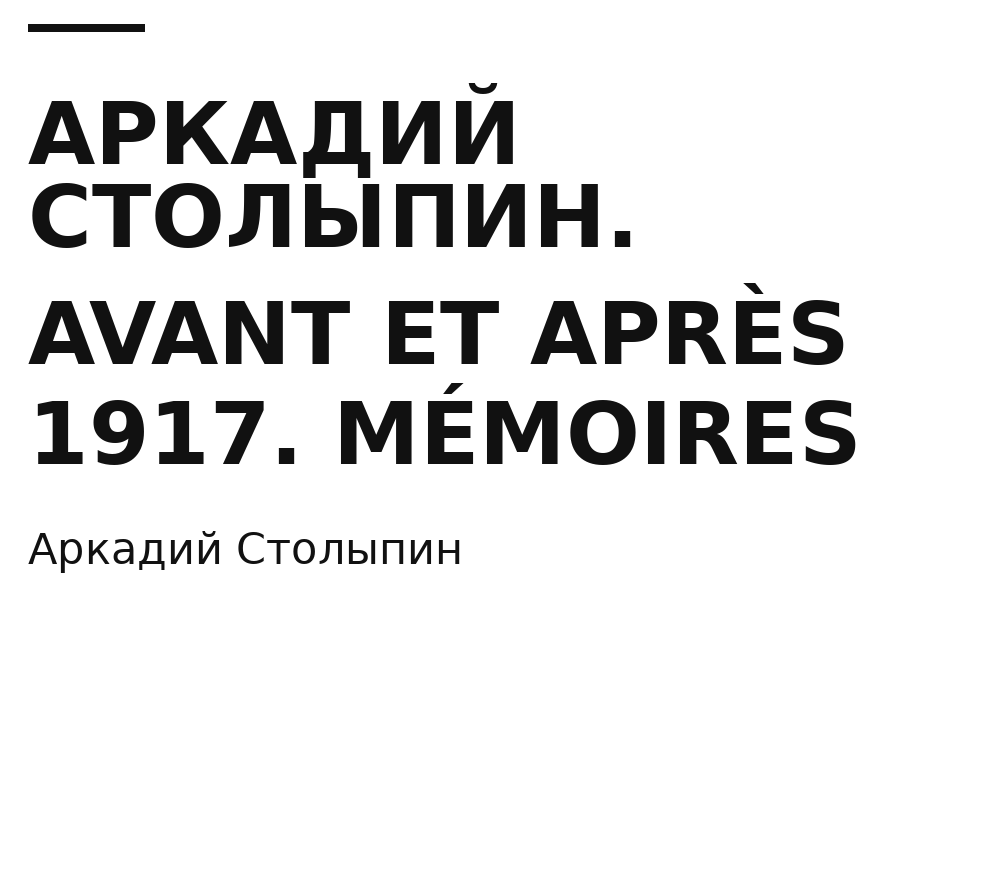 АРКАДИЙ
СТОЛЫПИН.
AVANT ET APRÈS
1917. MÉMOIRES
Аркадий Столыпин